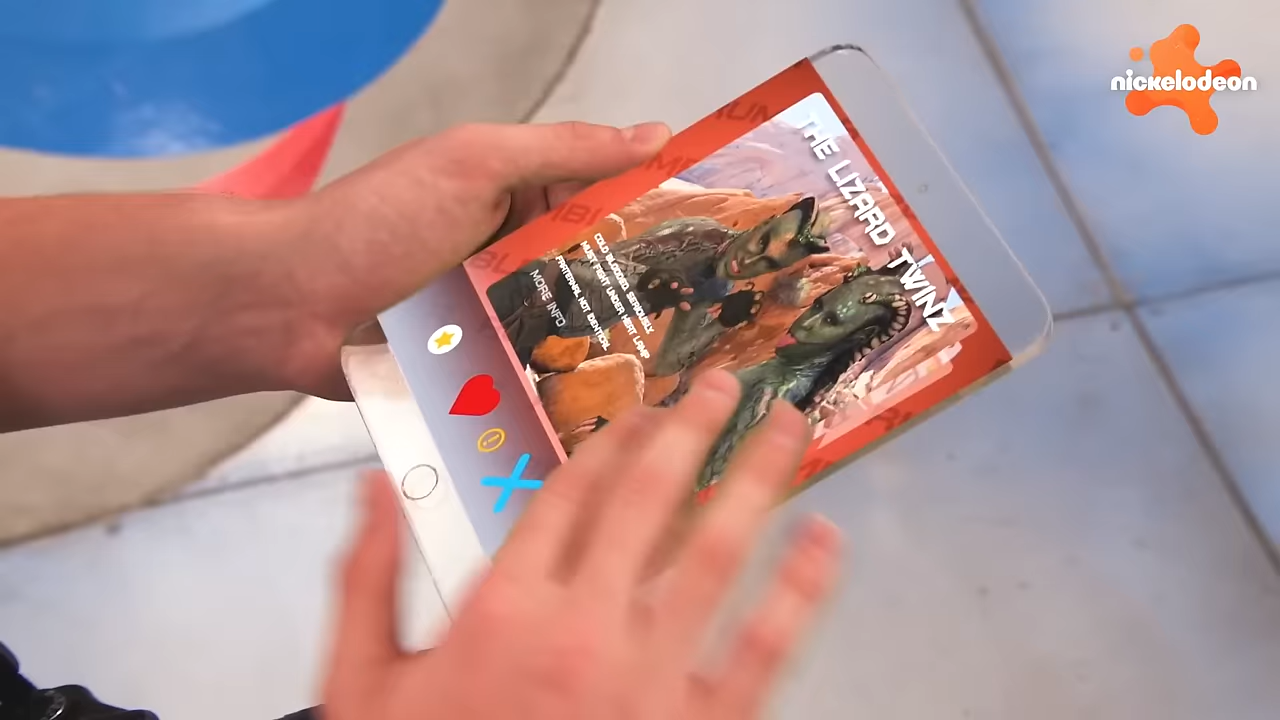 nickelodeon
THE LIZARD TWINZ
COLD BLOODED. SERIOUSLY.
MUST FIGHT UNDER HEAT LAMP
FRATERNAL NOT IDENTICAL
MORE INFO